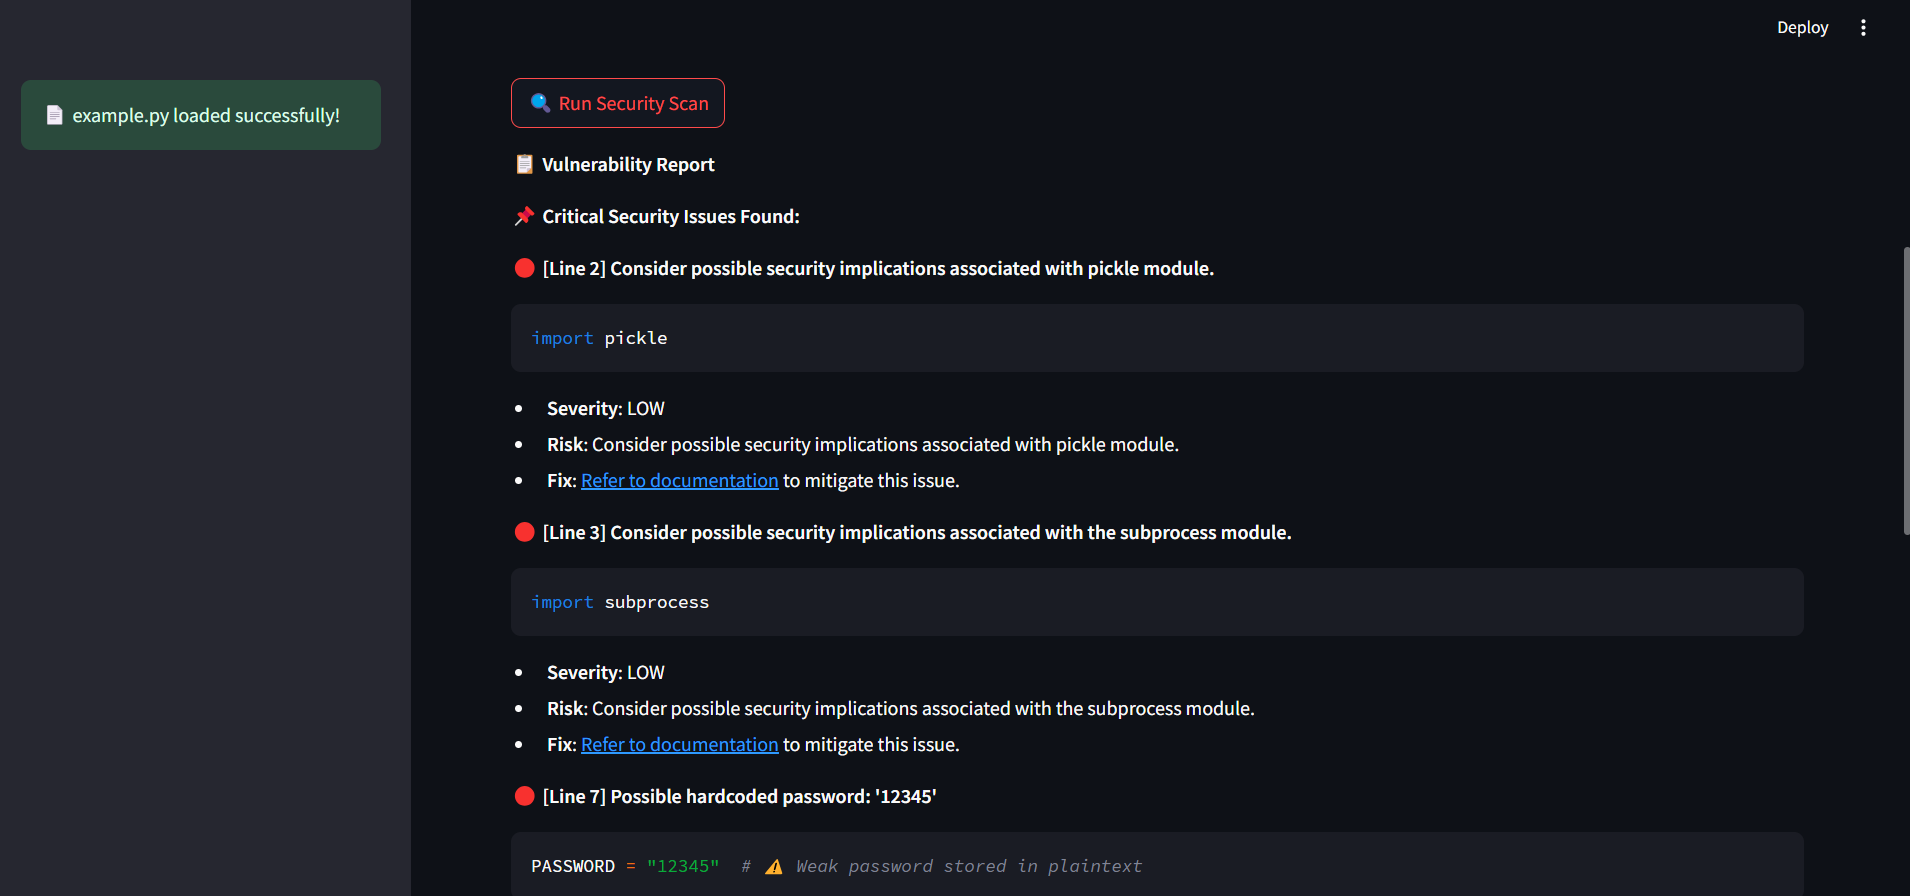 Deploy
📄 example.py loaded successfully!
🔍 Run Security Scan
📋 Vulnerability Report
📌 Critical Security Issues Found:
🔴 [Line 2] Consider possible security implications associated with pickle module.
import pickle
• Severity: LOW
• Risk: Consider possible security implications associated with pickle module.
• Fix: Refer to documentation to mitigate this issue.
🔴 [Line 3] Consider possible security implications associated with the subprocess module.
import subprocess
• Severity: LOW
• Risk: Consider possible security implications associated with the subprocess module.
• Fix: Refer to documentation to mitigate this issue.
🔴 [Line 7] Possible hardcoded password: '12345'
PASSWORD = "12345"  # ⚠️ Weak password stored in plaintext